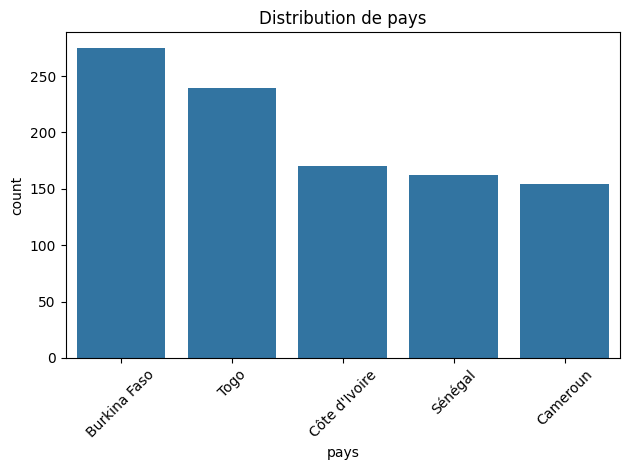 Distribution de pays
count
250
200
150
100
50
0
Burkina Faso
Togo
Côte d'Ivoire
Sénégal
Cameroun
pays